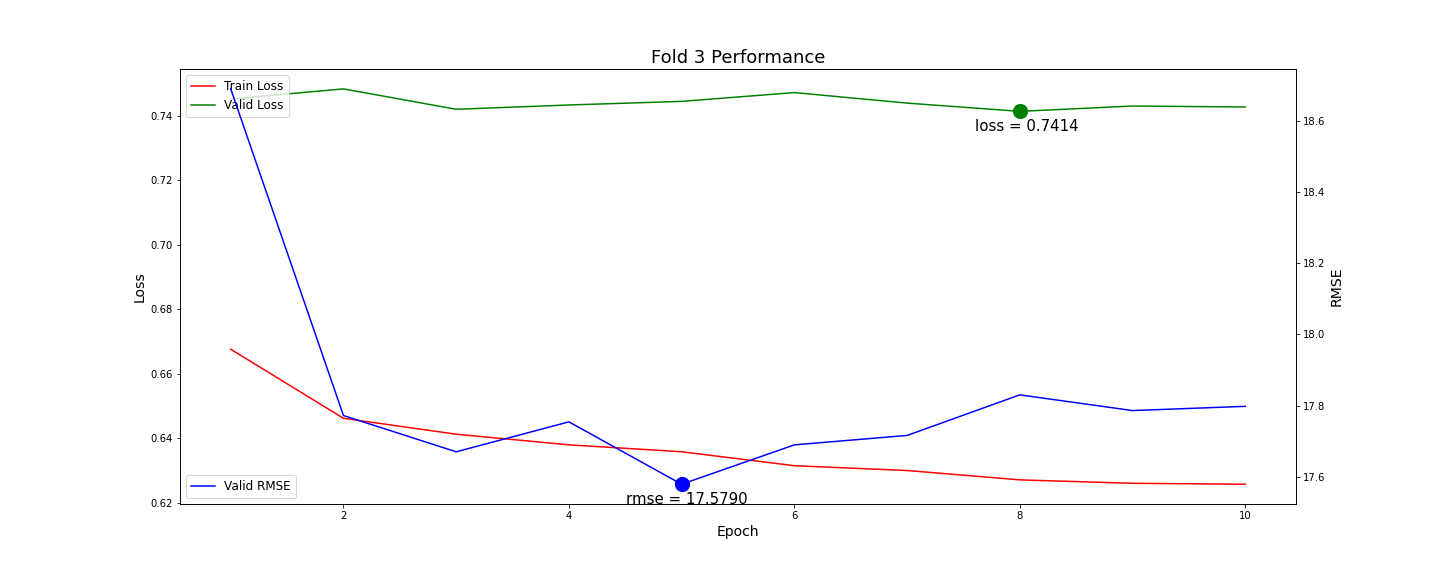 Fold 3 Performance
Train Loss
Valid Loss
0.74
0.72
0.70
0.68
0.66
0.64
0.62
Loss
loss = 0.7414
18.6
18.4
18.2
18.0
17.8
17.6
RMSE
Valid RMSE
rmse = 17.5790
2
4
6
8
10
Epoch